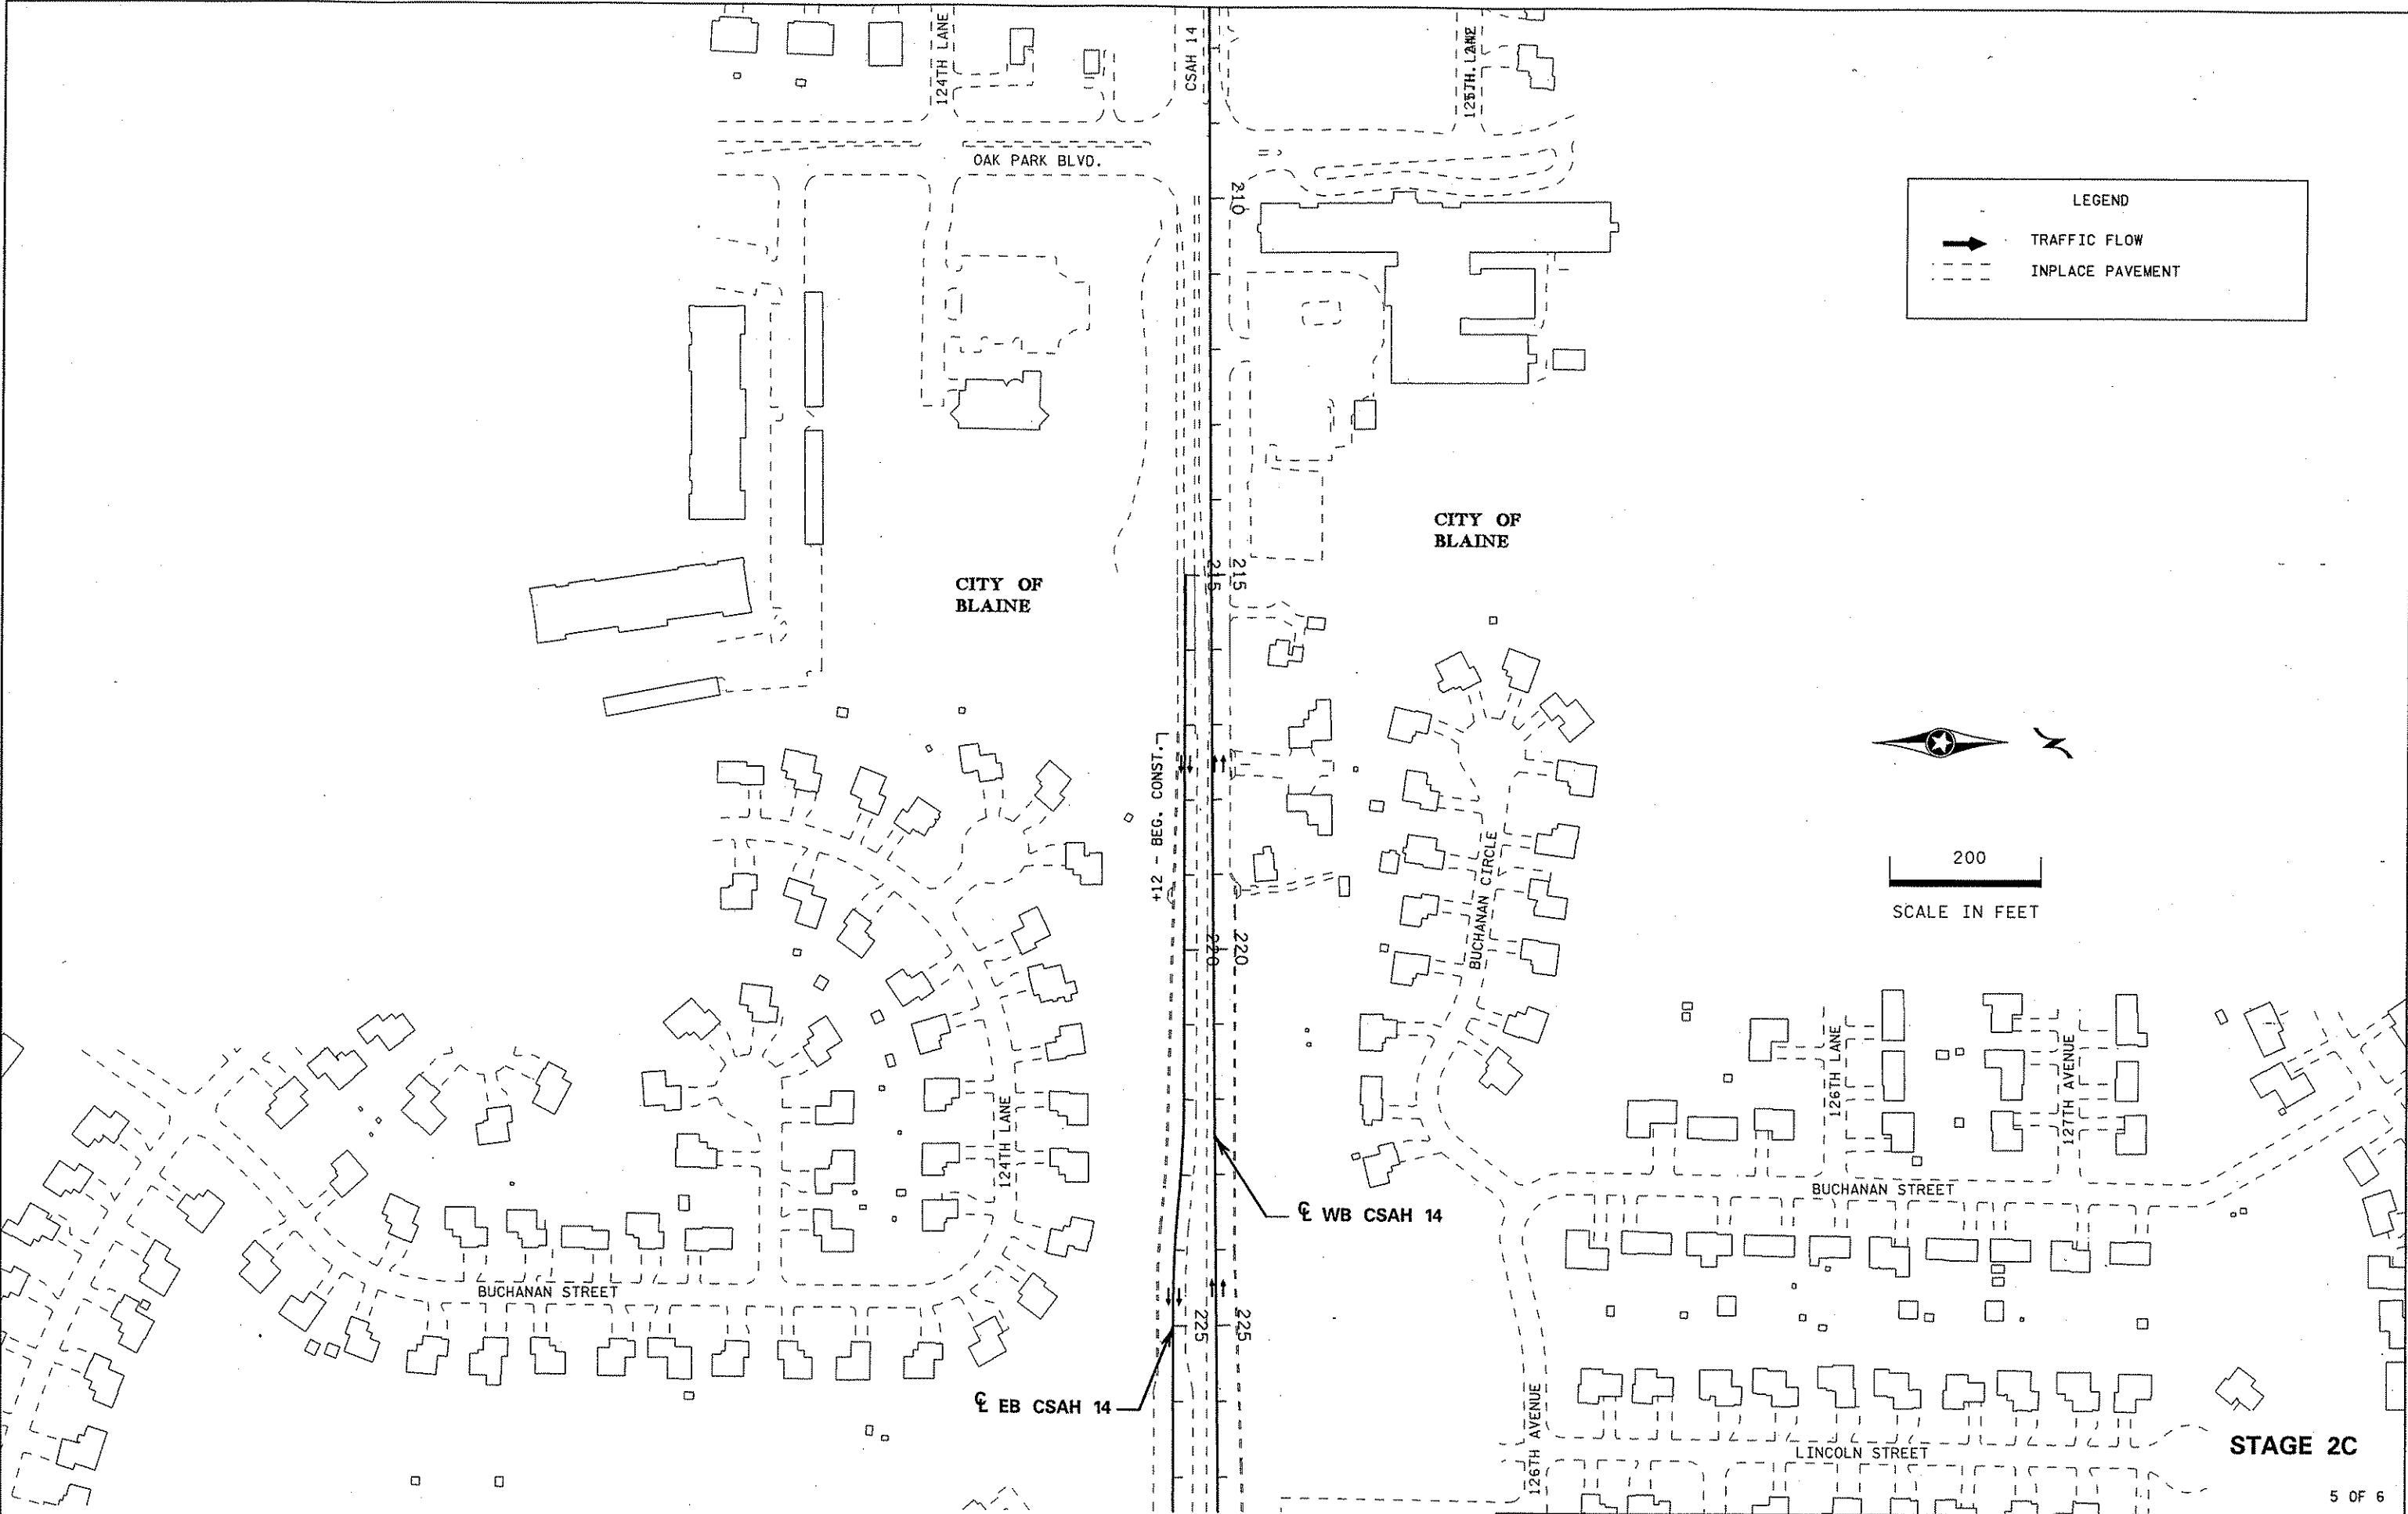 124TH LANE
CSAH 14
OAK PARK BLVD.
210
LEGEND
TRAFFIC FLOW
INPLACE PAVEMENT
CITY OF
BLAINE
CITY OF
BLAINE
215
215
+12 - BEG. CONST.
BUCHANAN CIRCLE
200
SCALE IN FEET
220
220
124TH LANE
126TH LANE
127TH AVENUE
BUCHANAN STREET
℄ WB CSAH 14
BUCHANAN STREET
225
225
℄ EB CSAH 14
126TH AVENUE
LINCOLN STREET
STAGE 2C
5 OF 6